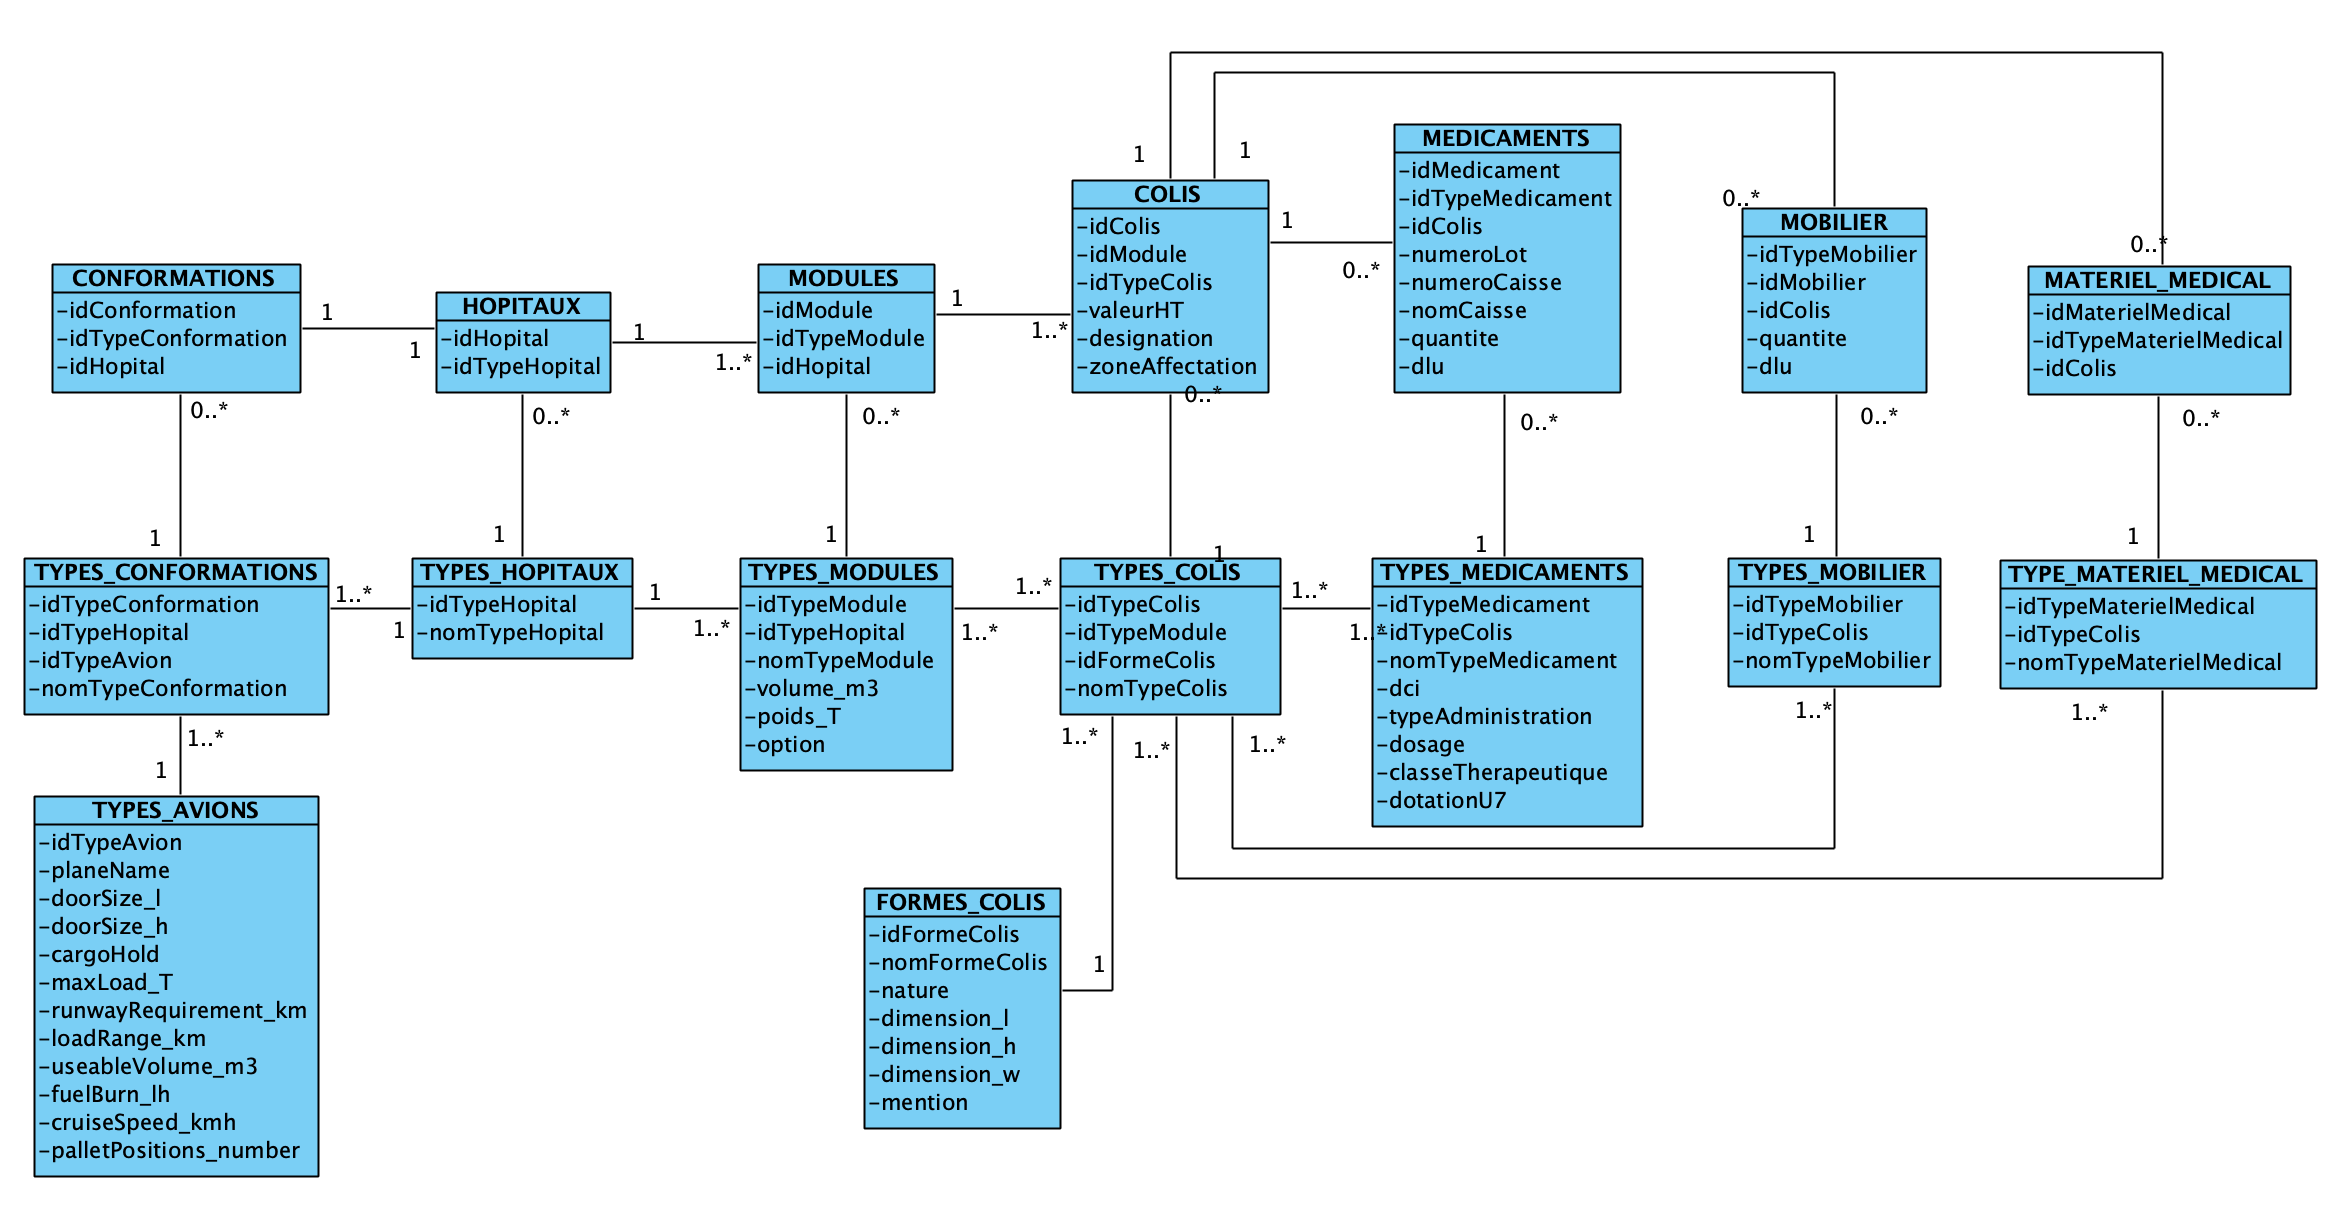 CONFORMATIONS
-idConformation
-idTypeConformation
-idHopital
1
1
0..*
1
HOPITAUX
-idHopital
-idTypeHopital
1
1..*
0..*
1
MODULES
-idModule
-idTypeModule
-idHopital
1
1..*
0..*
1
COLIS
-idColis
-idModule
-idTypeColis
-valeurHT
-designation
-zoneAffectation
1
1
1
0..*
0..*
1
MEDICAMENTS
-idMedicament
-idTypeMedicament
-idColis
-numeroLot
-numeroCaisse
-nomCaisse
-quantite
-dlu
0..*
1
0..*
MOBILIER
-idTypeMobilier
-idMobilier
-idColis
-quantite
-dlu
0..*
1
0..*
MATERIEL_MEDICAL
-idMaterielMedical
-idTypeMaterielMedical
-idColis
0..*
1
TYPES_CONFORMATIONS
-idTypeConformation
-idTypeHopital
-idTypeAvion
-nomTypeConformation
1..*
1
1..*
1
TYPES_HOPITAUX
-idTypeHopital
-nomTypeHopital
1
1..*
TYPES_MODULES
-idTypeModule
-idTypeHopital
-nomTypeModule
-volume_m3
-poids_T
-option
1..*
1..*
TYPES_COLIS
-idTypeColis
-idTypeModule
-idFormeColis
-nomTypeColis
1..*
1..*
1..*
1..*
1..*
TYPES_MEDICAMENTS
-idTypeMedicament
-idTypeColis
-nomTypeMedicament
-dci
-typeAdministration
-dosage
-classeTherapeutique
-dotationU7
TYPES_MOBILIER
-idTypeMobilier
-idTypeColis
-nomTypeMobilier
1..*
TYPE_MATERIEL_MEDICAL
-idTypeMaterielMedical
-idTypeColis
-nomTypeMaterielMedical
1..*
TYPES_AVIONS
-idTypeAvion
-planeName
-doorSize_l
-doorSize_h
-cargoHold
-maxLoad_T
-runwayRequirement_km
-loadRange_km
-useableVolume_m3
-fuelBurn_lh
-cruiseSpeed_kmh
-palletPositions_number
FORMES_COLIS
-idFormeColis
-nomFormeColis
-nature
-dimension_l
-dimension_h
-dimension_w
-mention
1